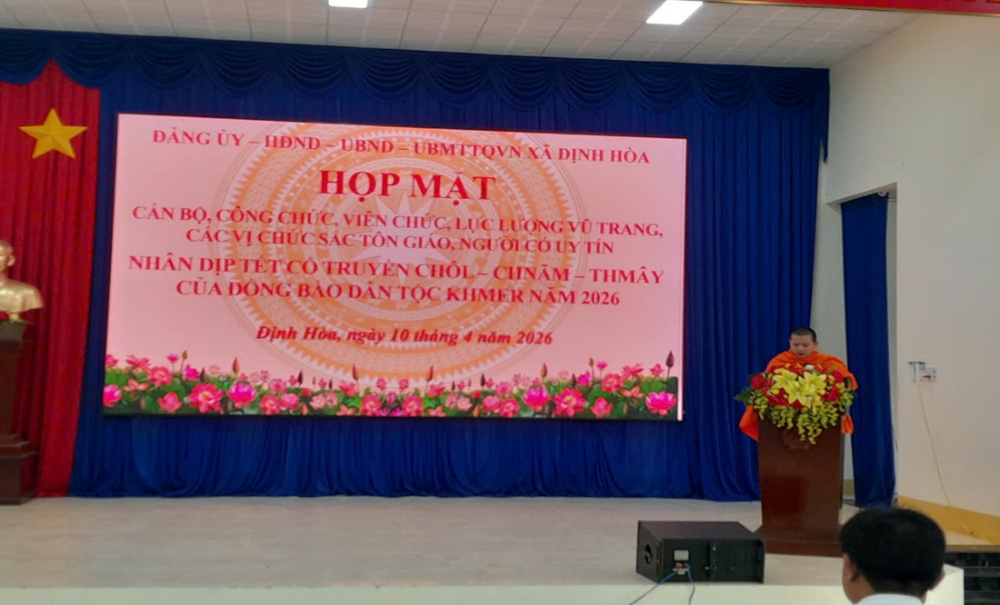 ĐẢNG ỦY – HĐND – UBND – UBMTTQVN XÃ ĐỊNH HÒA
HỌP MẶT
CÁN BỘ, CÔNG CHỨC, VIÊN CHỨC, LỰC LƯỢNG VŨ TRANG,
CÁC VỊ CHỨC SẮC TÔN GIÁO, NGƯỜI CÓ UY TÍN
NHÂN DỊP TẾT CỔ TRUYỀN CHÔL – CHNĂM – THMÂY
CỦA ĐỒNG BÀO DÂN TỘC KHMER NĂM 2026
Định Hòa, ngày 10 tháng 4 năm 2026